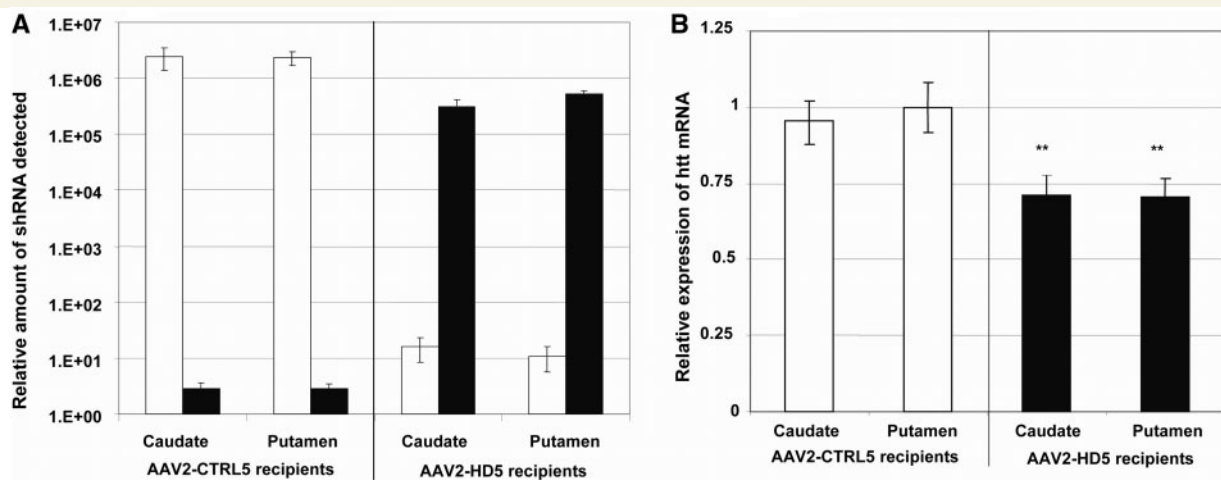 A
Relative amount of shRNA detected
1.E+07
1.E+06
1.E+05
1.E+04
1.E+03
1.E+02
1.E+01
1.E+00
Caudate Putamen Caudate Putamen
AAV2-CTRL5 recipients AAV2-HD5 recipients
B
Relative expression of htt mRNA
1.25
1
0.75
0.5
0.25
0
** **
Caudate Putamen Caudate Putamen
AAV2-CTRL5 recipients AAV2-HD5 recipients